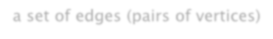 a set of edges (pairs of vertices)